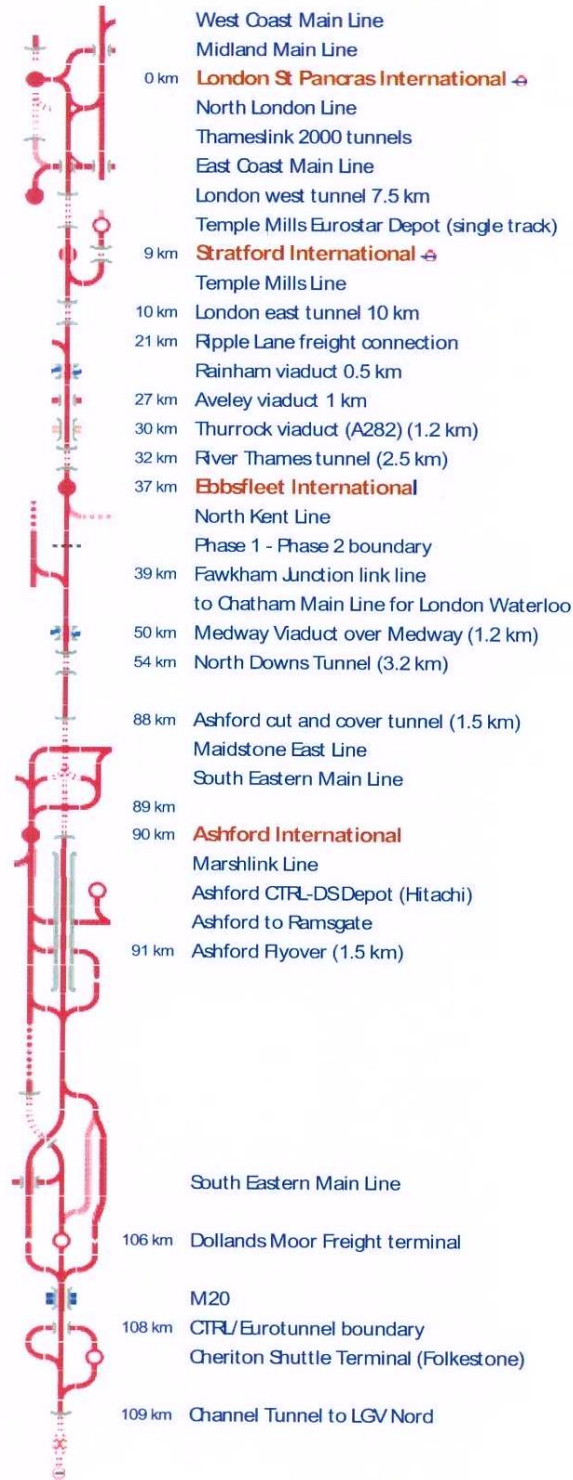 West Coast Main Line
Midland Main Line
0 km London St Pancras International
North London Line
Thameslink 2000 tunnels
East Coast Main Line
London west tunnel 7.5 km
Temple Mills Eurostar Depot (single track)
9 km Stratford International
Temple Mills Line
10 km London east tunnel 10 km
21 km Ripple Lane freight connection
Rainham viaduct 0.5 km
27 km Aveley viaduct 1 km
30 km Thurrock viaduct (A282) (1.2 km)
32 km River Thames tunnel (2.5 km)
37 km Ebbsfleet International
North Kent Line
Phase 1 - Phase 2 boundary
39 km Fawkham Junction link line
to Chatham Main Line for London Waterloo
50 km Medway Viaduct over Medway (1.2 km)
54 km North Downs Tunnel (3.2 km)
88 km Ashford cut and cover tunnel (1.5 km)
Maidstone East Line
South Eastern Main Line
89 km
90 km Ashford International
Marshlink Line
Ashford CTRL-DS Depot (Hitachi)
Ashford to Ramsgate
91 km Ashford Flyover (1.5 km)
South Eastern Main Line
106 km Dollands Moor Freight terminal
M20
108 km CTRL/Eurotunnel boundary
Cheriton Shuttle Terminal (Folkestone)
109 km Channel Tunnel to LGV Nord